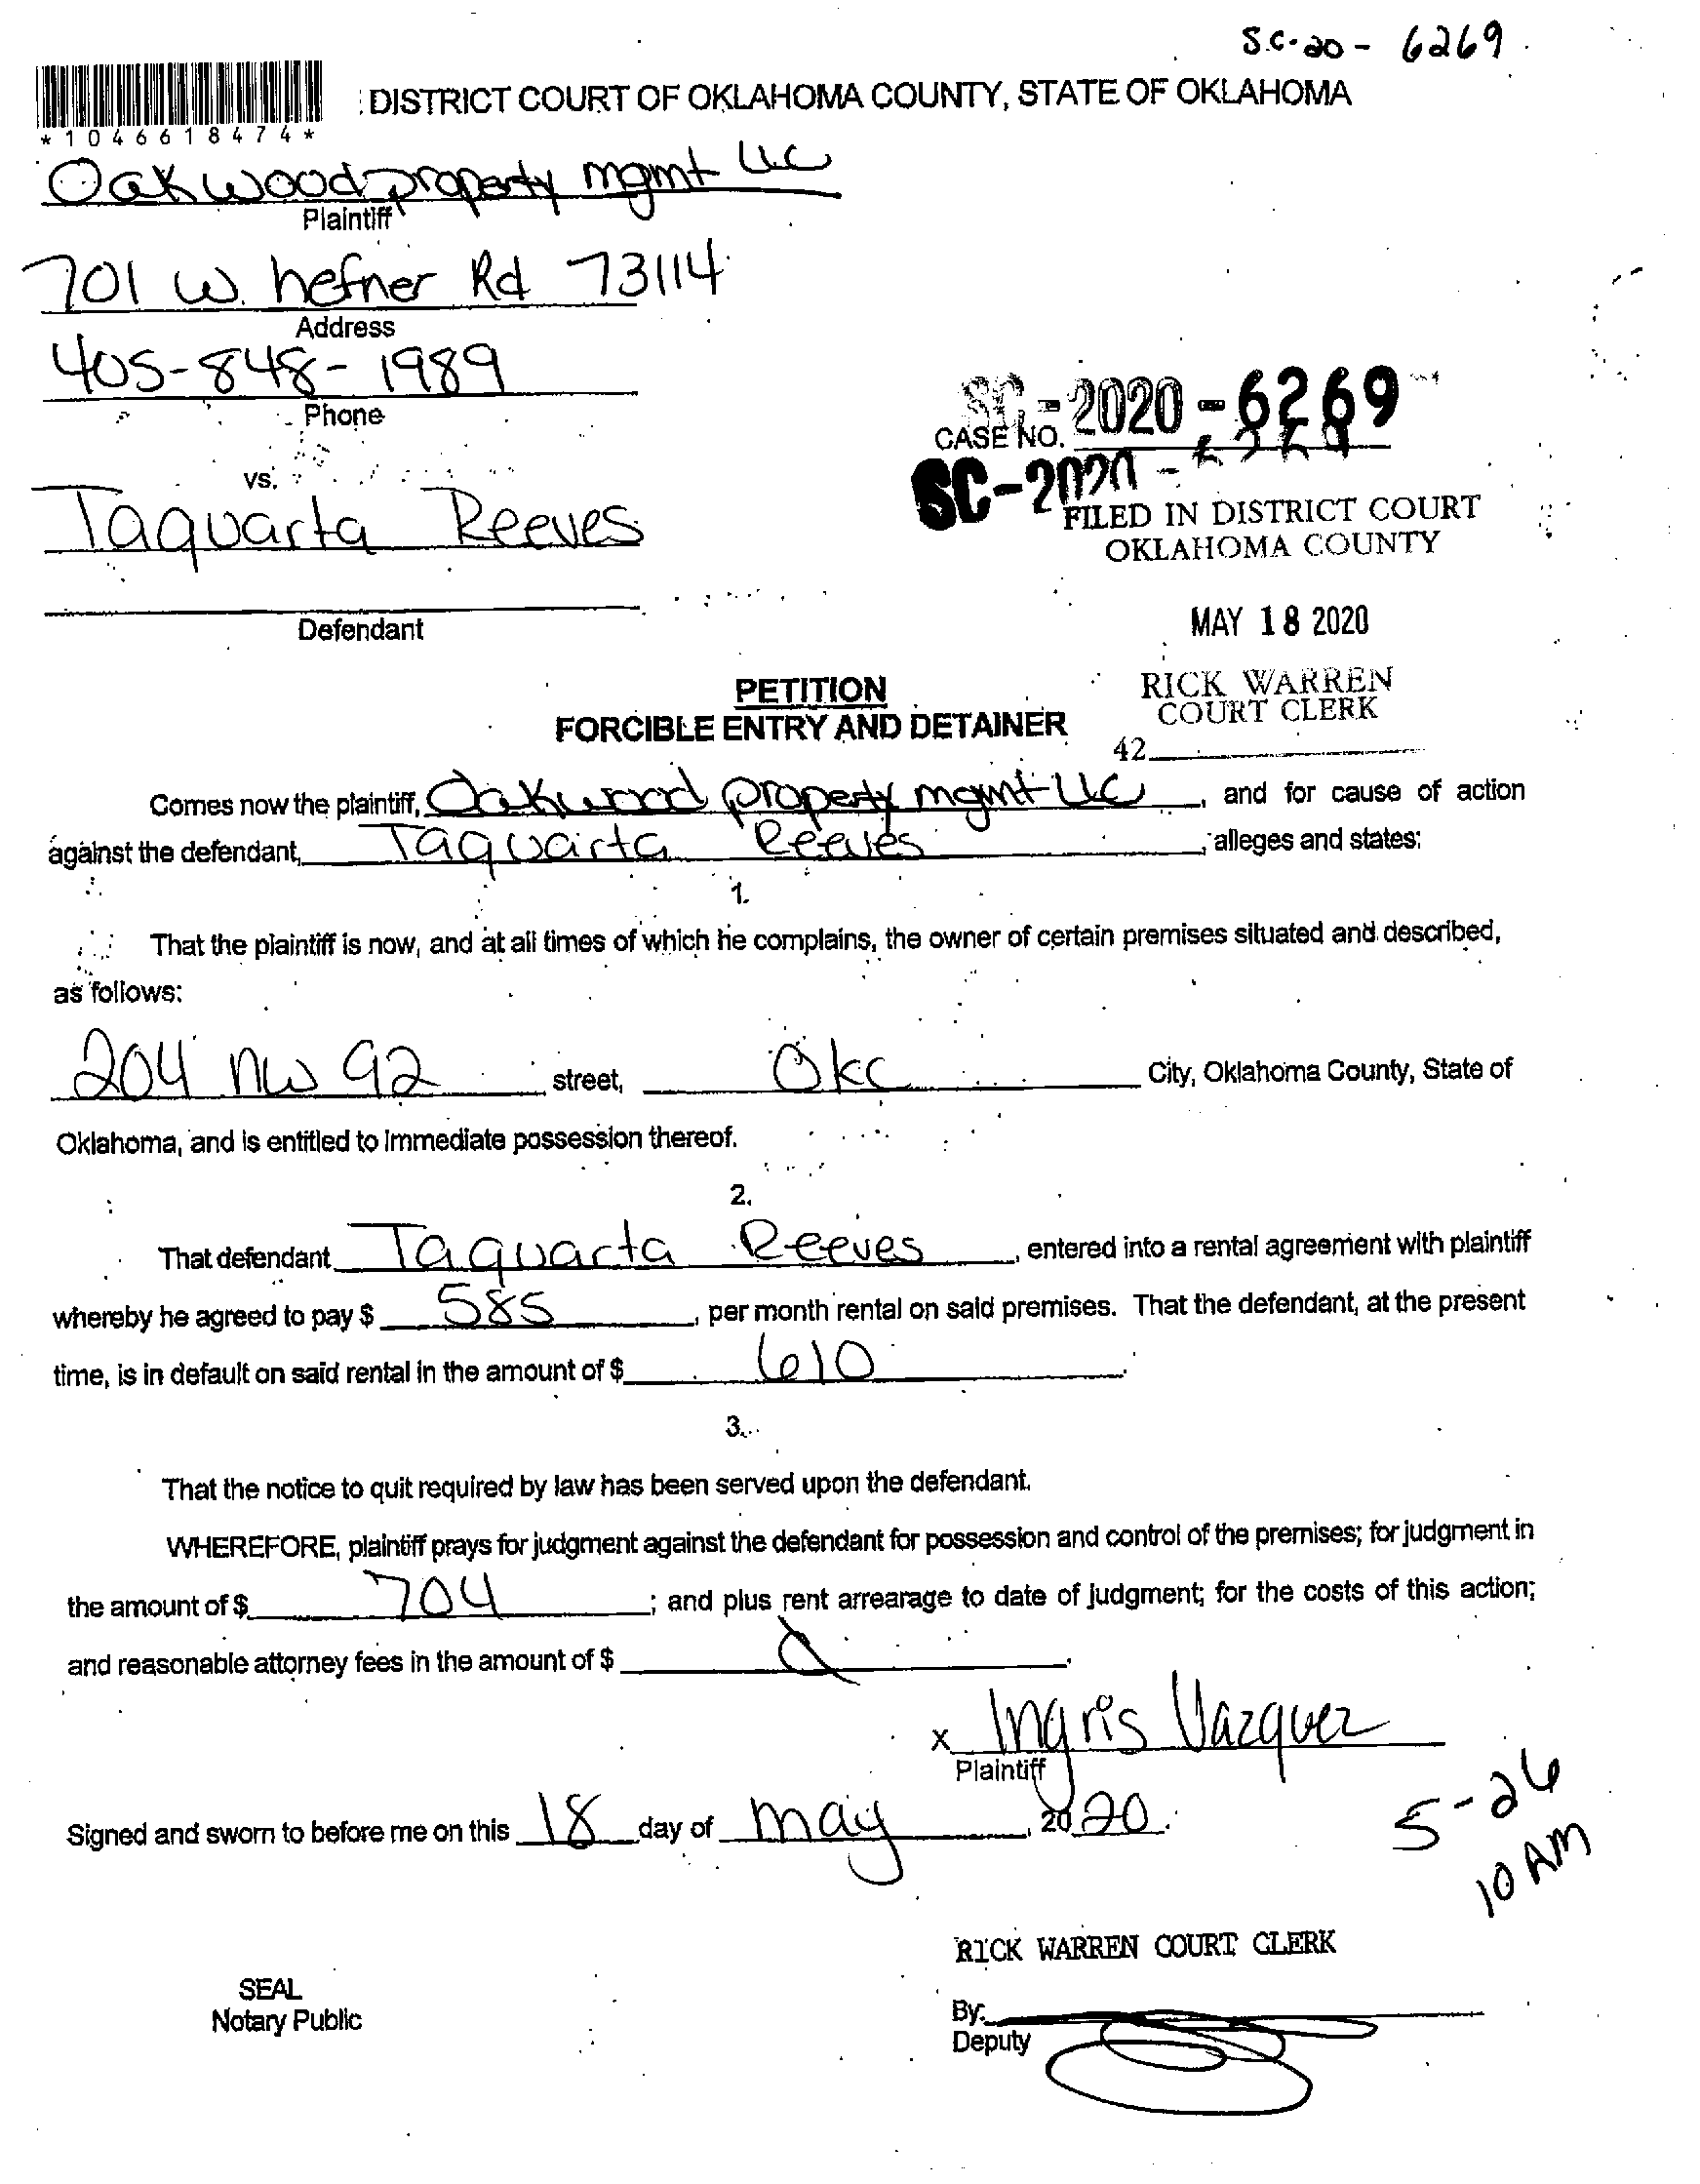 S.C.20 - 6269
DISTRICT COURT OF OKLAHOMA COUNTY, STATE OF OKLAHOMA
*1046618474*
Oakwood property mgmt LLC
Plaintiff
701 W. hefner Rd 73114
Address
405-848-1989
Phone
SC-2020-6269
CASE NO.
vs.
SC-2020 -
Taquarta Reeves
FILED IN DISTRICT COURT
OKLAHOMA COUNTY
Defendant
MAY 18 2020
PETITION
FORCIBLE ENTRY AND DETAINER
RICK WARREN
COURT CLERK
42
Comes now the plaintiff, Oakwood property mgmt LLC, and for cause of action
against the defendant, Taquarta Reeves, alleges and states:
1.
That the plaintiff is now, and at all times of which he complains, the owner of certain premises situated and described,
as follows:
204 NW 92 street, OKC City, Oklahoma County, State of
Oklahoma, and is entitled to immediate possession thereof.
2.
That defendant Taquarta Reeves, entered into a rental agreement with plaintiff
whereby he agreed to pay $ 585, per month rental on said premises. That the defendant, at the present
time, is in default on said rental in the amount of $ 610.
3.
That the notice to quit required by law has been served upon the defendant.
WHEREFORE, plaintiff prays for judgment against the defendant for possession and control of the premises; for judgment in
the amount of $ 704; and plus rent arrearage to date of judgment; for the costs of this action;
and reasonable attorney fees in the amount of $
x Ingris Vazquez
Plaintiff
Signed and sworn to before me on this 18 day of may, 2020.
5-26
10 AM
RICK WARREN COURT CLERK
SEAL
Notary Public
By:
Deputy